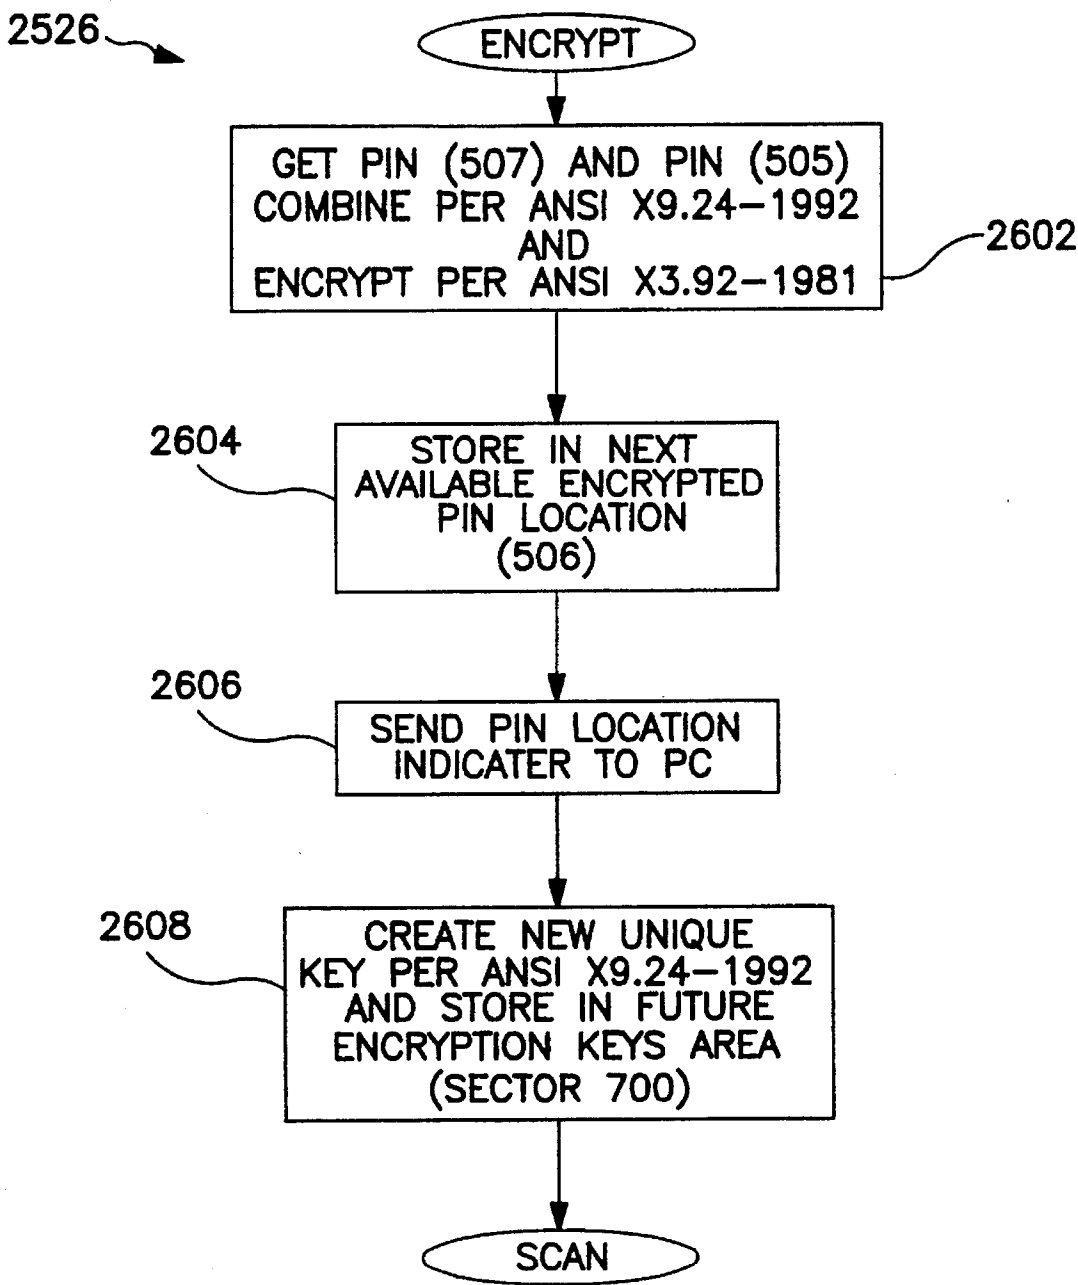 2526
ENCRYPT
GET PIN (507) AND PIN (505)
COMBINE PER ANSI X9.24-1992
AND
ENCRYPT PER ANSI X3.92-1981
2602
2604
STORE IN NEXT
AVAILABLE ENCRYPTED
PIN LOCATION
(506)
2606
SEND PIN LOCATION
INDICATER TO PC
2608
CREATE NEW UNIQUE
KEY PER ANSI X9.24-1992
AND STORE IN FUTURE
ENCRYPTION KEYS AREA
(SECTOR 700)
SCAN